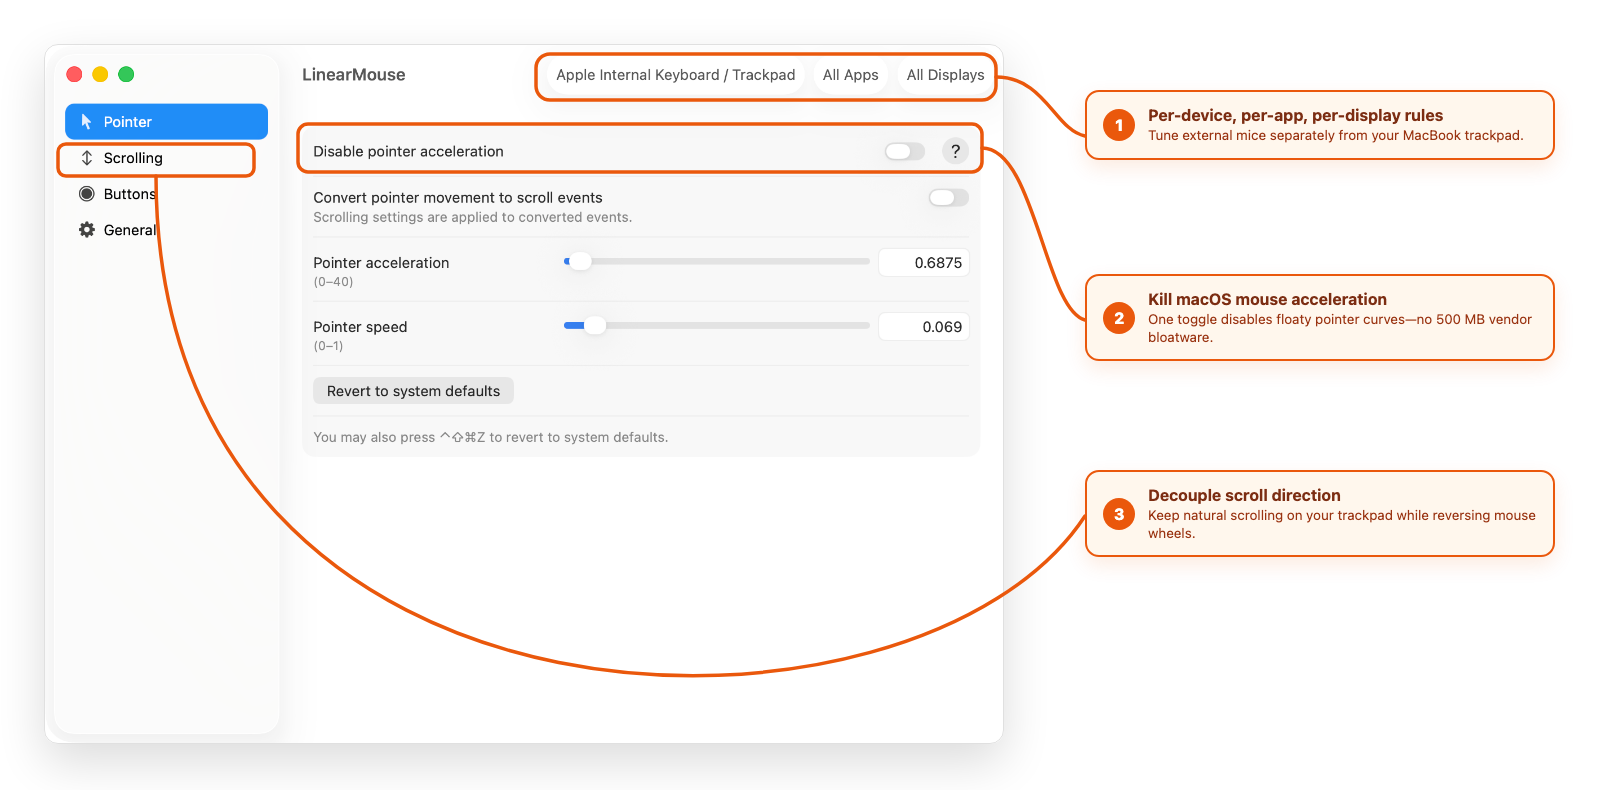 LinearMouse
Apple Internal Keyboard / Trackpad
All Apps
All Displays
Pointer
Scrolling
Buttons
General
Disable pointer acceleration
?
Convert pointer movement to scroll events
Scrolling settings are applied to converted events.
Pointer acceleration
(0–40)
0.6875
Pointer speed
(0–1)
0.069
Revert to system defaults
You may also press ⌃⇧⌘Z to revert to system defaults.
1
Per-device, per-app, per-display rules
Tune external mice separately from your MacBook trackpad.
2
Kill macOS mouse acceleration
One toggle disables floaty pointer curves—no 500 MB vendor
bloatware.
3
Decouple scroll direction
Keep natural scrolling on your trackpad while reversing mouse
wheels.